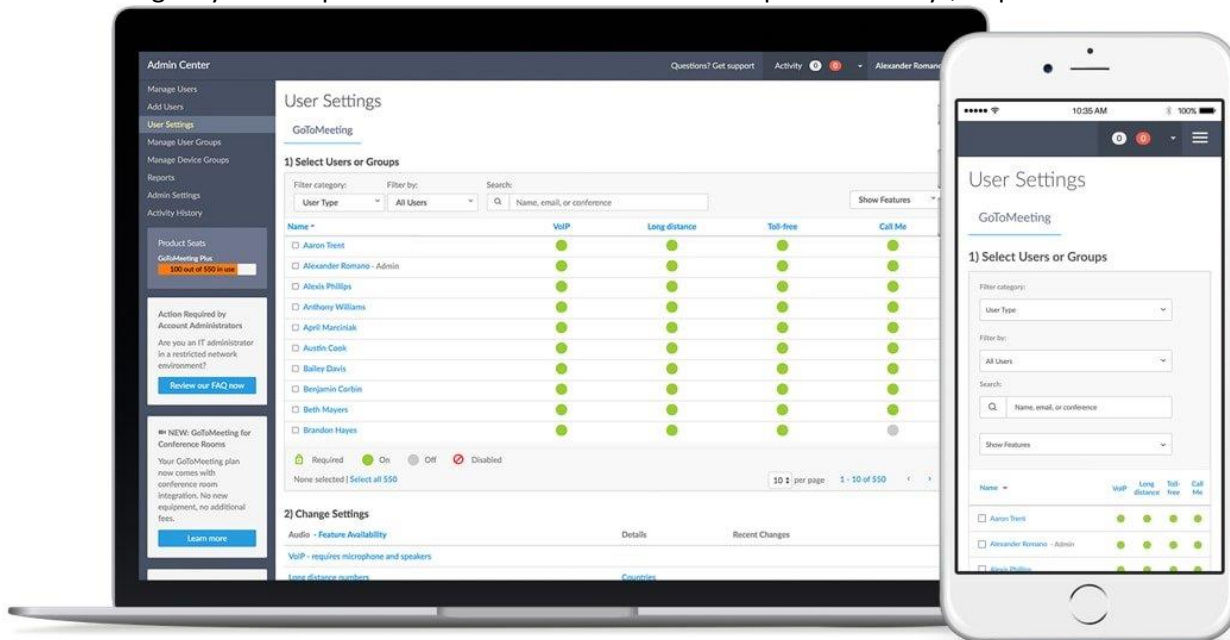 Admin Center
Questions? Get support
Activity 0 0
Alexander Romano
Manage Users
Add Users
User Settings
Manage User Groups
Manage Device Groups
Reports
Admin Settings
Activity History
Product Seats
GoToMeeting Plus
100 out of 550 in use
Action Required by
Account Administrators
Are you an IT administrator
in a restricted network
environment?
Review our FAQ now
NEW: GoToMeeting for
Conference Rooms
Your GoToMeeting plan
now comes with
conference room
integration. No new
equipment, no additional
fees.
Learn more
User Settings
GoToMeeting
1) Select Users or Groups
Filter category: Filter by: Search:
User Type All Users Name, email, or conference Show Features
Name VoIP Long distance Toll-free Call Me
Aaron Trent
Alexander Romano - Admin
Alexis Phillips
Anthony Williams
April Marciniak
Austin Cook
Bailey Davis
Benjamin Corbin
Beth Mayers
Brandon Hayes
Required On Off Disabled
None selected | Select all 550 10 per page 1 - 10 of 550
2) Change Settings
Audio - Feature Availability Details Recent Changes
VoIP - requires microphone and speakers
Long distance numbers Countries
10:35 AM 100%
0 0
User Settings
GoToMeeting
1) Select Users or Groups
Filter category:
User Type
Filter by:
All Users
Search:
Name, email, or conference
Show Features
Name VoIP Long distance Toll-free Call Me
Aaron Trent
Alexander Romano - Admin
Alexis Phillips